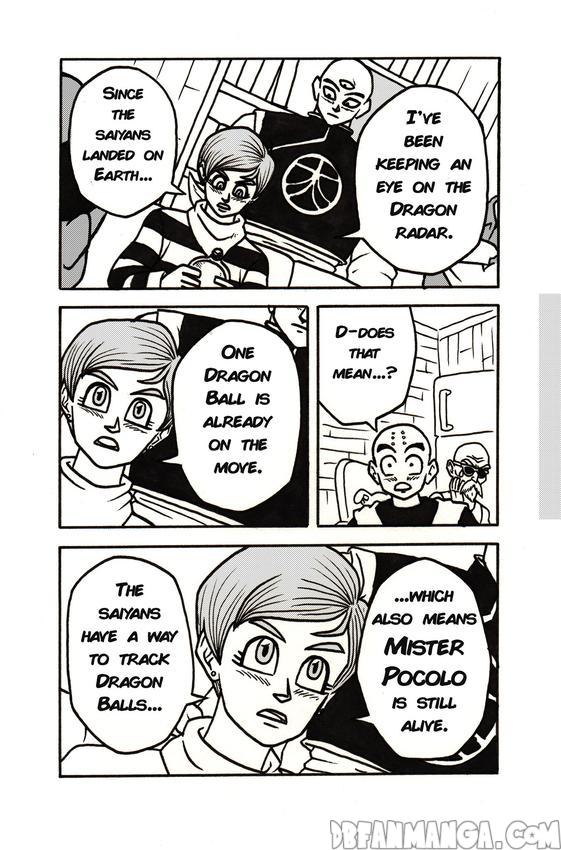 Since
the
saiyans
landed on
Earth...
I've
been
keeping an
eye on the
Dragon
radar.
One
Dragon
Ball is
already
on the
move.
D-does
that
mean...?
The
saiyans
have a way
to track
Dragon
Balls...
...which
also means
Mister
Pocolo
is still
alive.
DBFANMANGA.COM